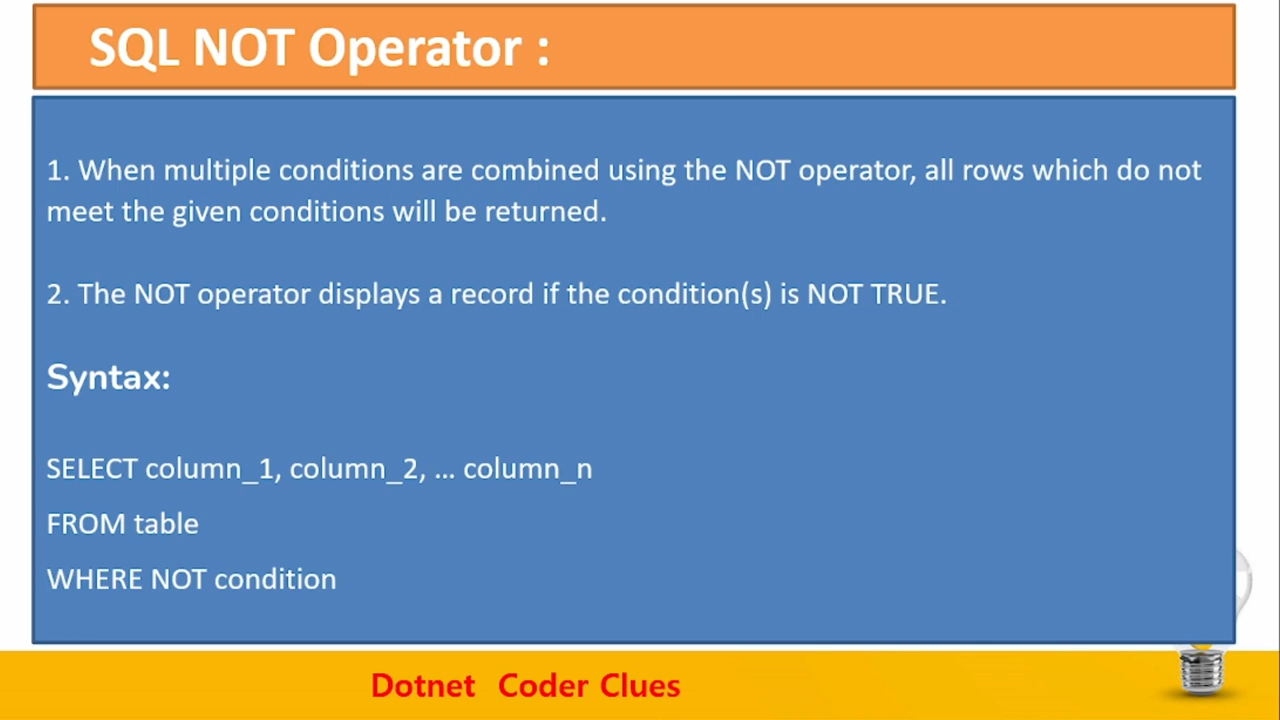 SQL NOT Operator :
1. When multiple conditions are combined using the NOT operator, all rows which do not
meet the given conditions will be returned.
2. The NOT operator displays a record if the condition(s) is NOT TRUE.
Syntax:
SELECT column_1, column_2, ... column_n
FROM table
WHERE NOT condition
Dotnet Coder Clues